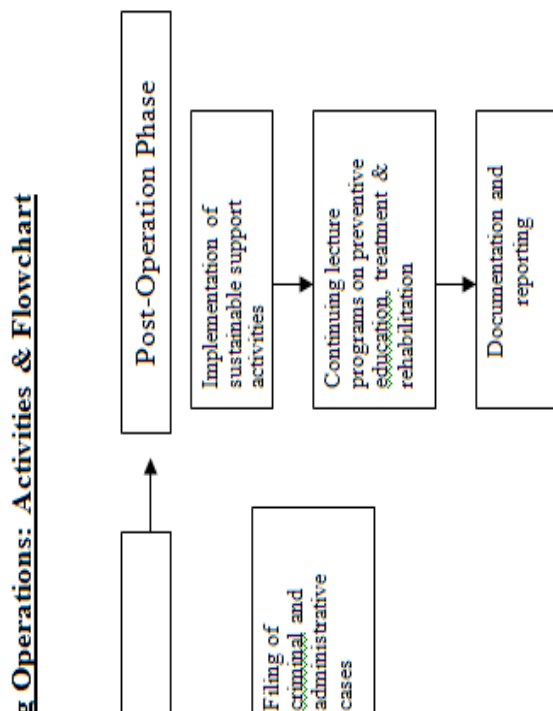 g Operations: Activities & Flowchart
Post-Operation Phase
Implementation of
sustainable support
activities
Continuing lecture
programs on preventive
education, treatment &
rehabilitation
Documentation and
reporting
Filing of
criminal and
administrative
cases